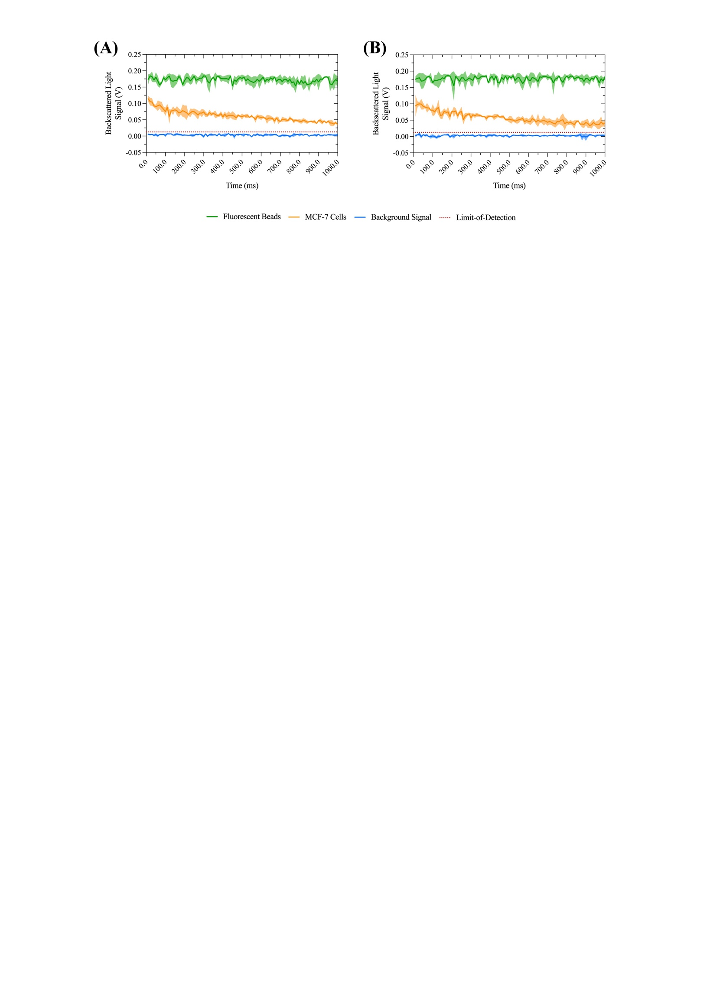 (A)
Backscattered Light
Signal (V)
0.25
0.20
0.15
0.10
0.05
0.00
-0.05
0.0 100.0 200.0 300.0 400.0 500.0 600.0 700.0 800.0 900.0 1000.0
Time (ms)
(B)
Backscattered Light
Signal (V)
0.25
0.20
0.15
0.10
0.05
0.00
-0.05
0.0 100.0 200.0 300.0 400.0 500.0 600.0 700.0 800.0 900.0 1000.0
Time (ms)
Fluorescent Beads MCF-7 Cells Background Signal Limit-of-Detection